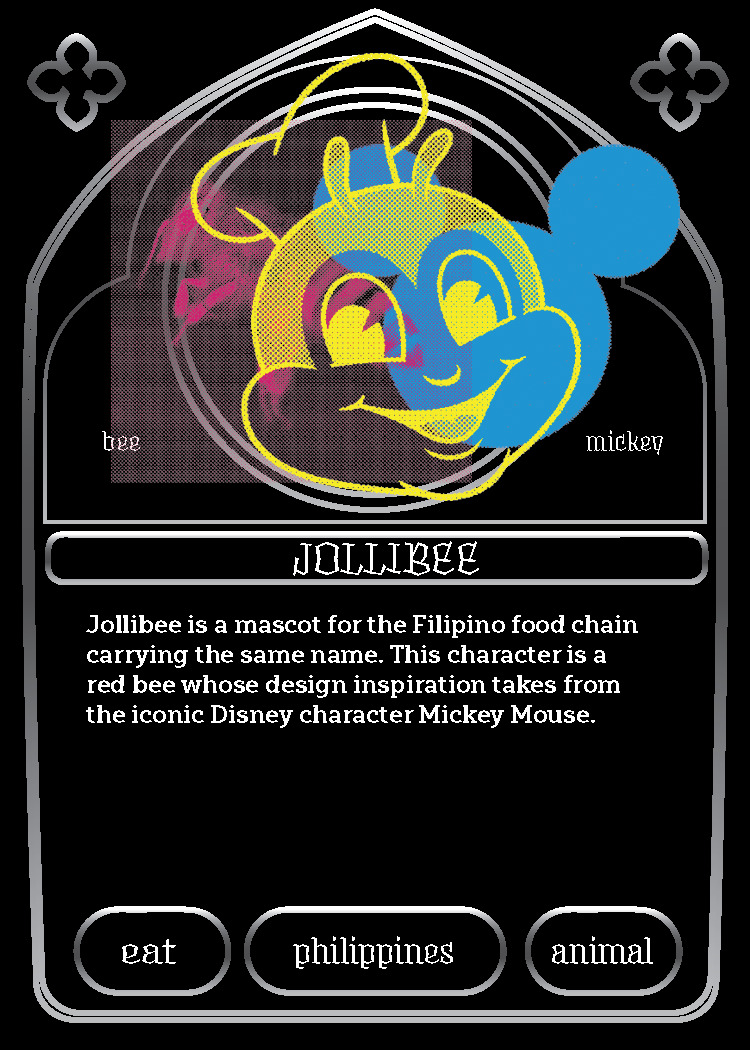 bee
mickey
JOLLIBEE
Jollibee is a mascot for the Filipino food chain
carrying the same name. This character is a
red bee whose design inspiration takes from
the iconic Disney character Mickey Mouse.
eat
philippines
animal